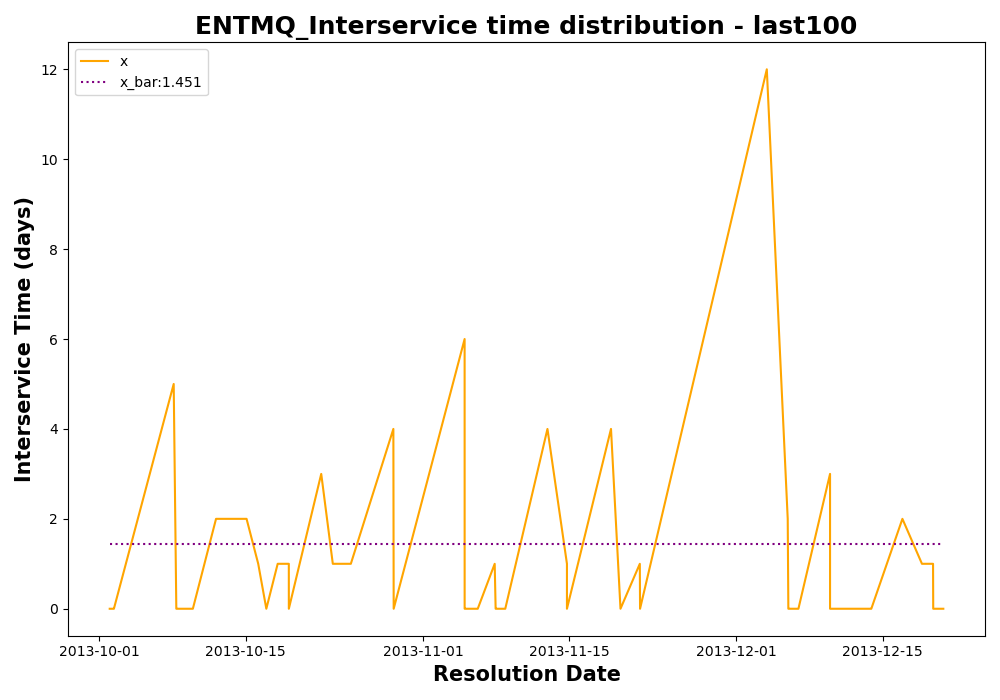 ENTMQ_Interservice time distribution - last100
x
x_bar:1.451
Interservice Time (days)
12
10
8
6
4
2
0
2013-10-01
2013-10-15
2013-11-01
2013-11-15
2013-12-01
2013-12-15
Resolution Date